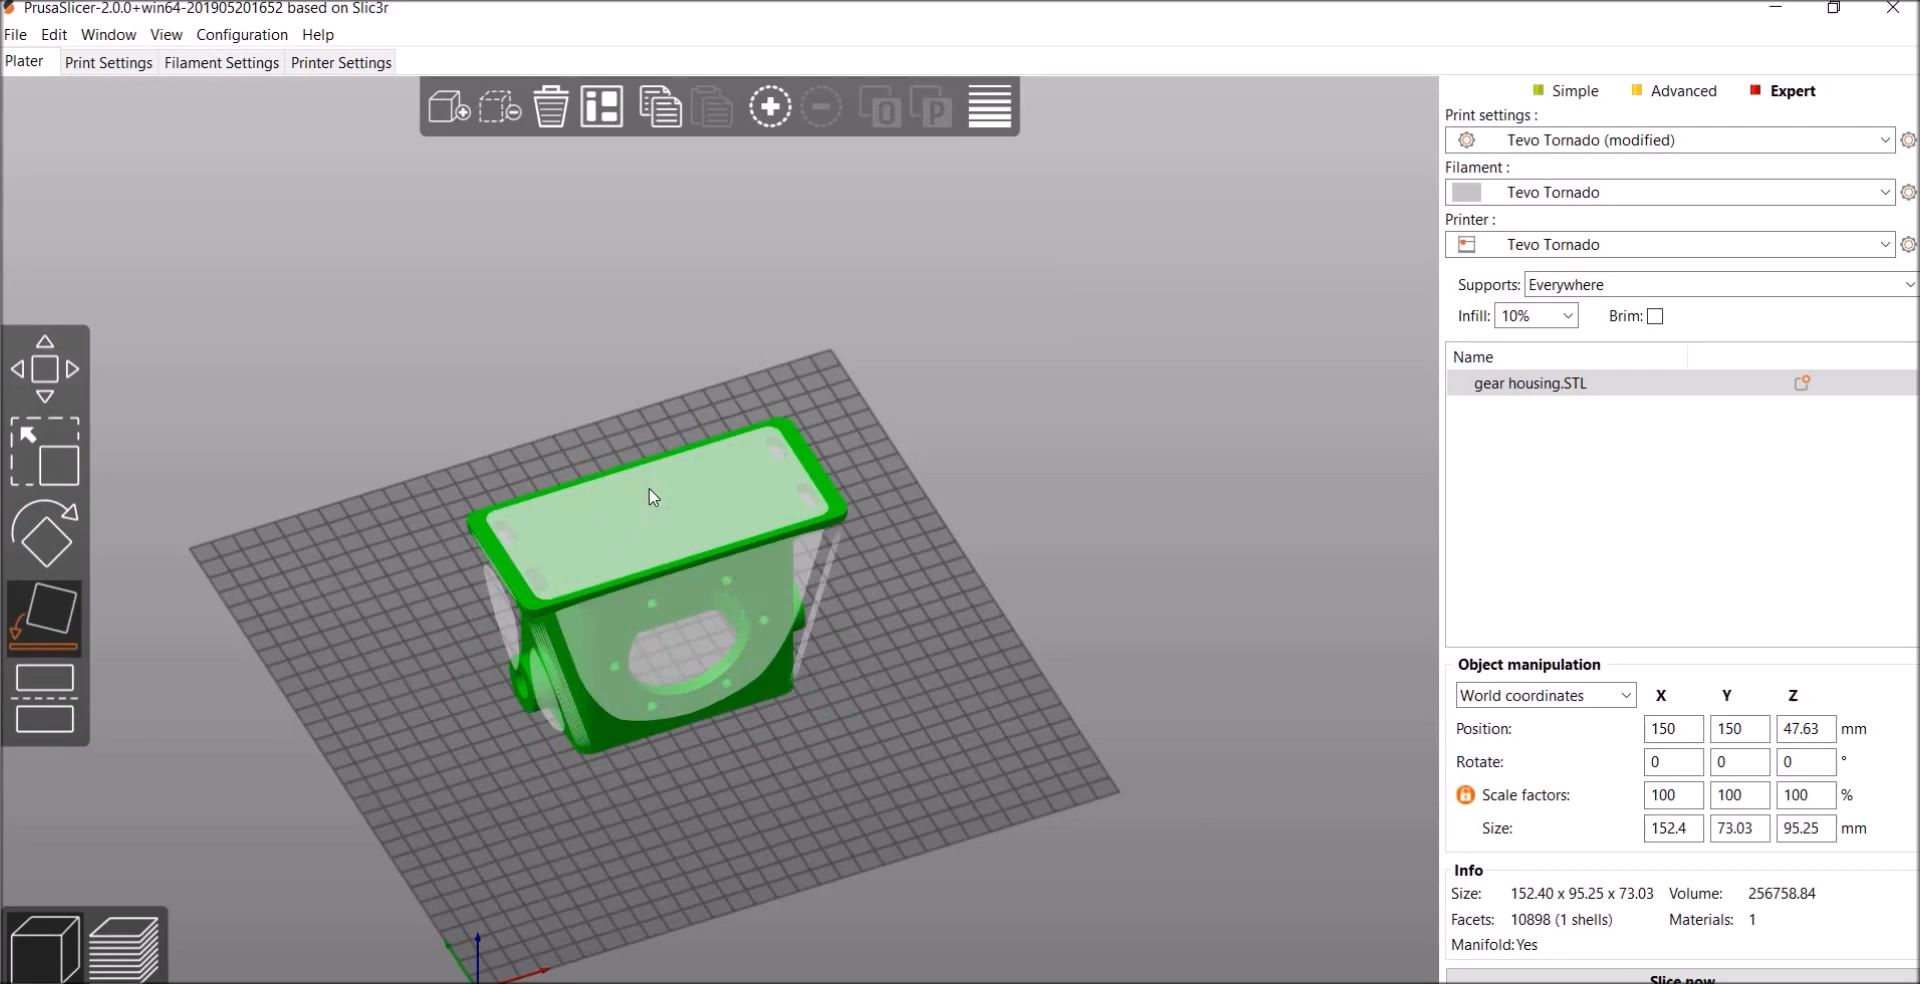 PrusaSlicer-2.0.0+win64-201905201652 based on Slic3r
File Edit Window View Configuration Help
Plater Print Settings Filament Settings Printer Settings
O P
Simple Advanced Expert
Print settings :
Tevo Tornado (modified)
Filament :
Tevo Tornado
Printer :
Tevo Tornado
Supports: Everywhere
Infill: 10% Brim:
Name
gear housing.STL
Object manipulation
World coordinates X Y Z
Position: 150 150 47.63 mm
Rotate: 0 0 0 °
Scale factors: 100 100 100 %
Size: 152.4 73.03 95.25 mm
Info
Size: 152.40 x 95.25 x 73.03 Volume: 256758.84
Facets: 10898 (1 shells) Materials: 1
Manifold: Yes
Slice now